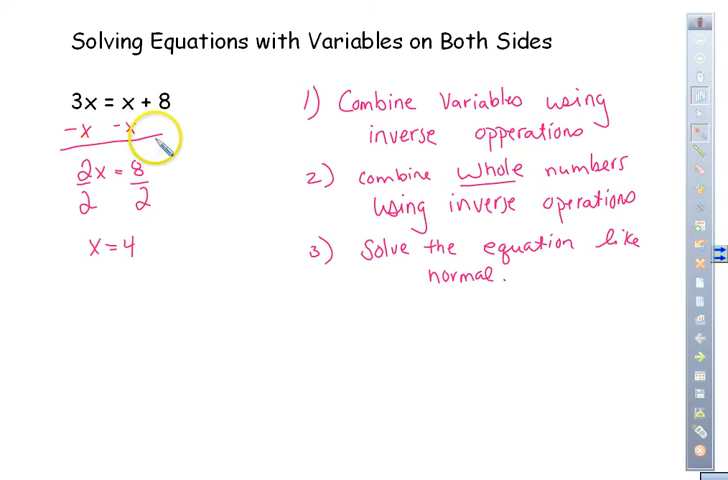 Solving Equations with Variables on Both Sides
3x = x + 8
-x -x
2x = 8
2 2
x = 4
1) Combine Variables using
inverse opperations
2) combine whole numbers
using inverse operations
3) Solve the equation like
normal.